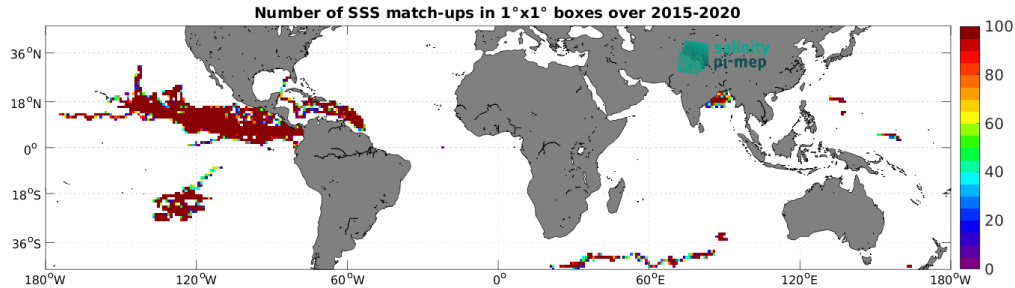 Number of SSS match-ups in 1°x1° boxes over 2015-2020
salinity
pi-mep
36°N
18°N
0°
18°S
36°S
180°W
120°W
60°W
0°
60°E
120°E
180°W
100
80
60
40
20
0